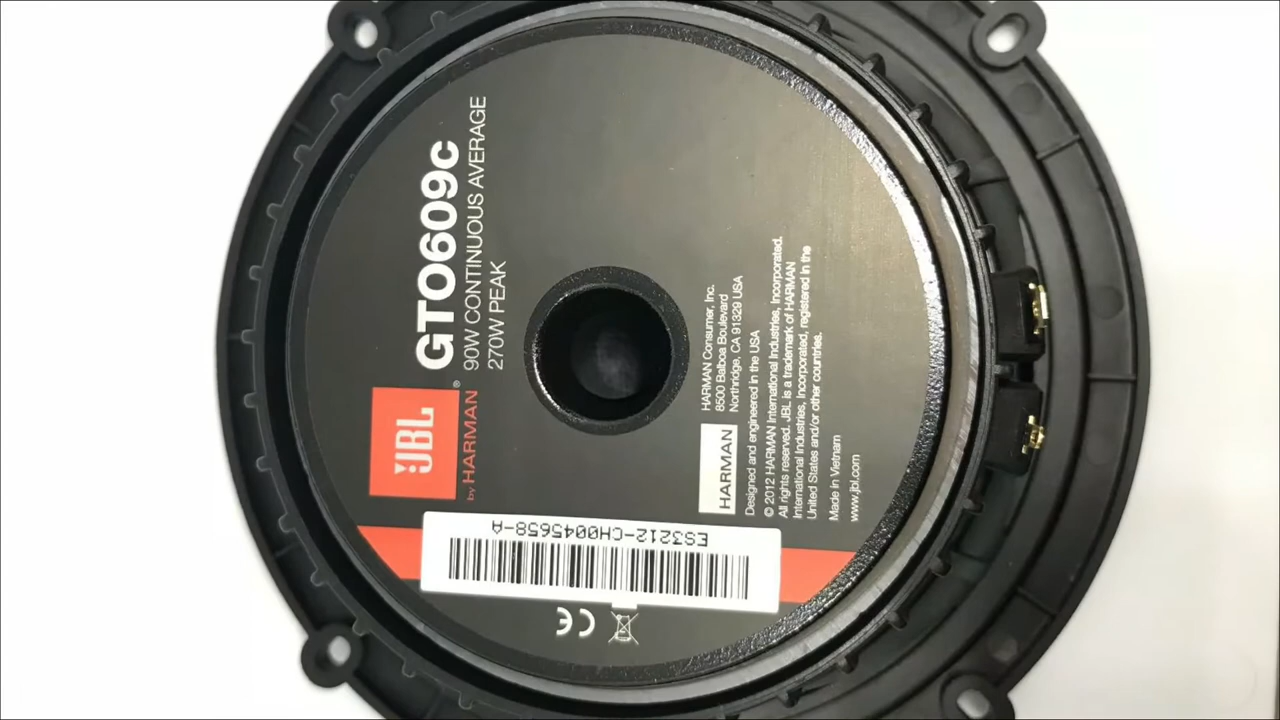 JBL
®
by HARMAN
GTO609c
90W CONTINUOUS AVERAGE
270W PEAK
HARMAN
HARMAN Consumer, Inc.
8500 Balboa Boulevard
Northridge, CA 91329 USA
Designed and engineered in the USA
© 2012 HARMAN International Industries, Incorporated.
All rights reserved. JBL is a trademark of HARMAN
International Industries, Incorporated, registered in the
United States and/or other countries.
Made in Vietnam
www.jbl.com
ES3212-CH0045658-A
CE